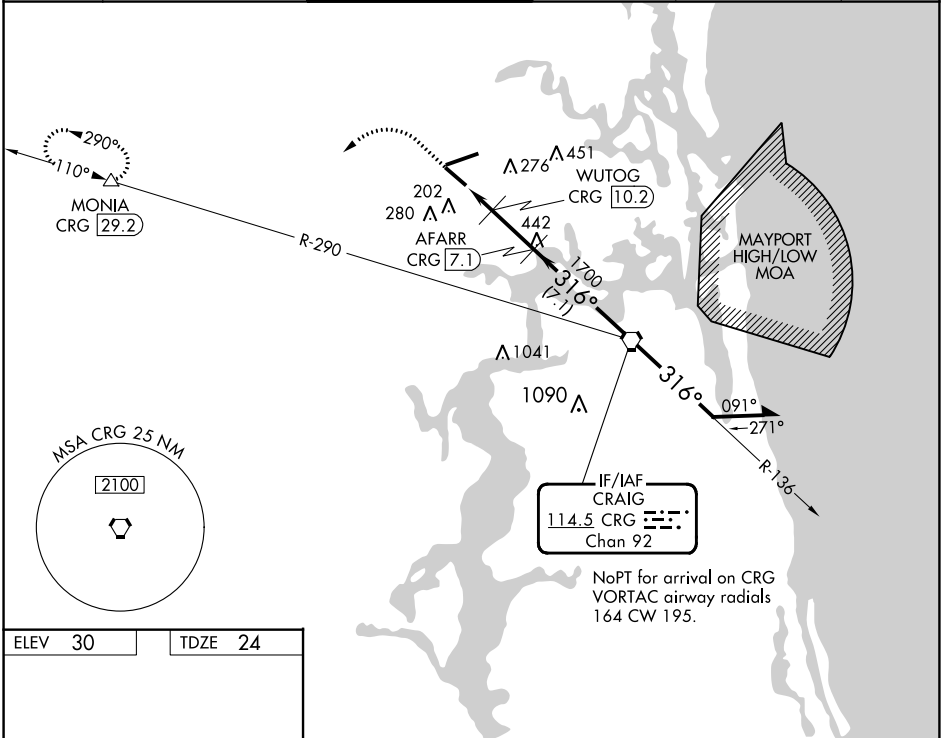 290°
110°
MONIA
CRG 29.2
R-290
276
451
WUTOG
CRG 10.2
202
280
442
AFARR
CRG 7.1
1700
316°
(7.1)
MAYPORT
HIGH/LOW
MOA
1041
1090
316°
091°
271°
R-136
MSA CRG 25 NM
2100
IF/IAF
CRAIG
114.5 CRG
Chan 92
NoPT for arrival on CRG
VORTAC airway radials
164 CW 195.
ELEV 30
TDZE 24